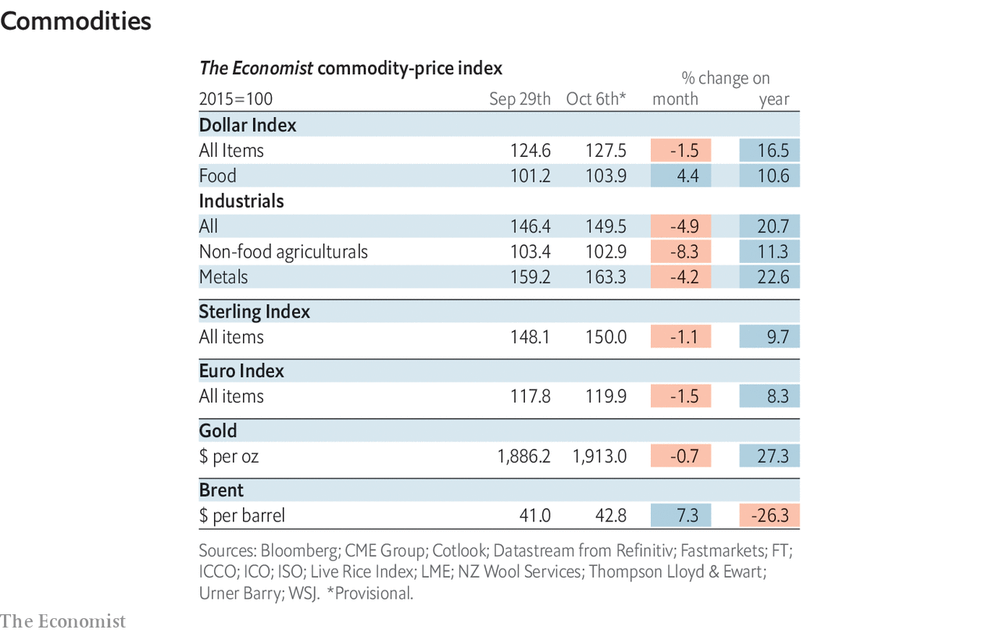 Commodities
The Economist commodity-price index
% change on
2015=100 Sep 29th Oct 6th* month year
Dollar Index
All Items 124.6 127.5 -1.5 16.5
Food 101.2 103.9 4.4 10.6
Industrials
All 146.4 149.5 -4.9 20.7
Non-food agriculturals 103.4 102.9 -8.3 11.3
Metals 159.2 163.3 -4.2 22.6
Sterling Index
All items 148.1 150.0 -1.1 9.7
Euro Index
All items 117.8 119.9 -1.5 8.3
Gold
$ per oz 1,886.2 1,913.0 -0.7 27.3
Brent
$ per barrel 41.0 42.8 7.3 -26.3
Sources: Bloomberg; CME Group; Cotlook; Datastream from Refinitiv; Fastmarkets; FT;
ICCO; ICO; ISO; Live Rice Index; LME; NZ Wool Services; Thompson Lloyd & Ewart;
Urner Barry; WSJ. *Provisional.
The Economist